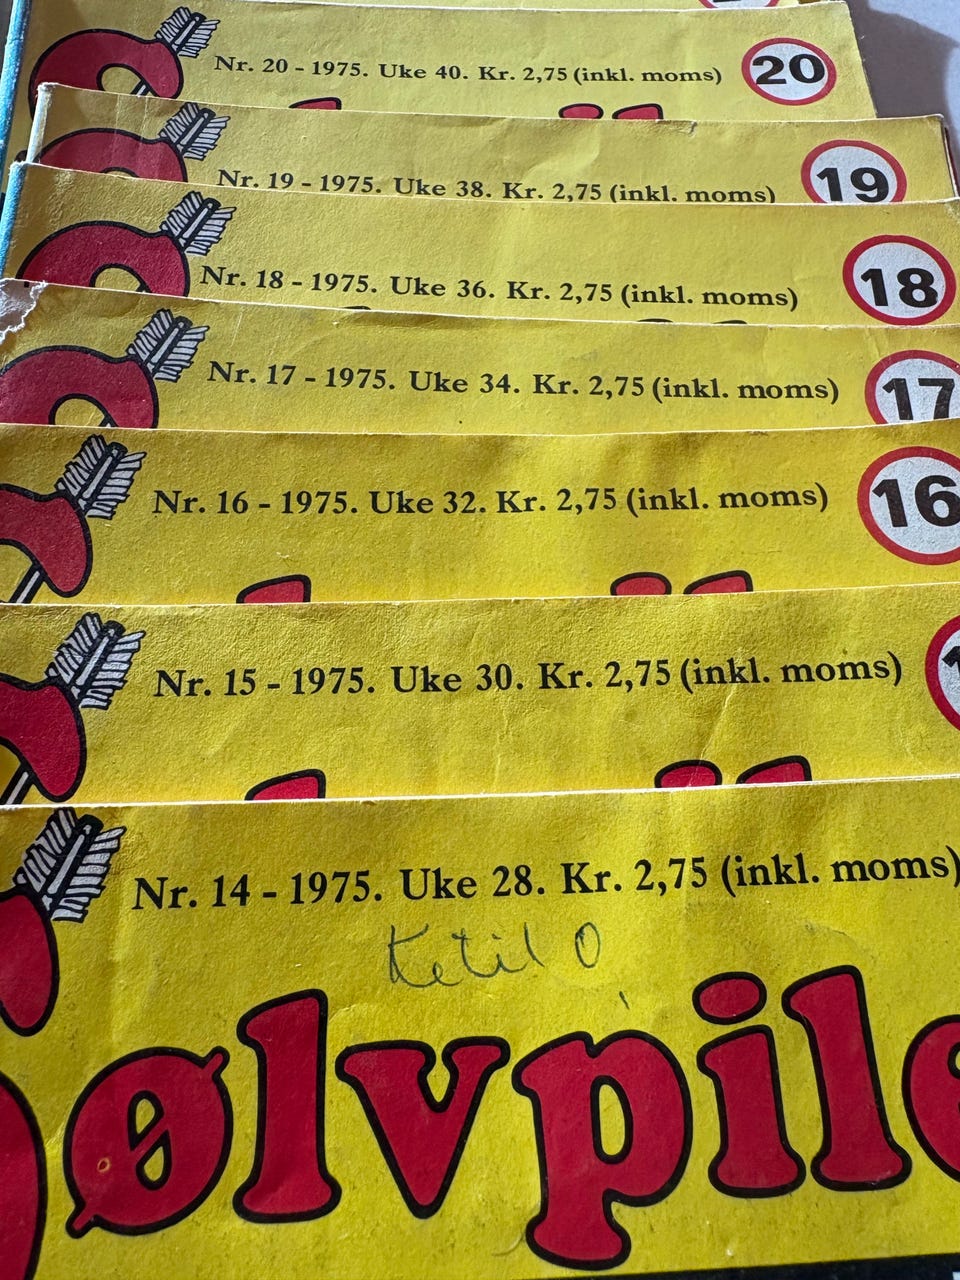 Nr. 20 - 1975. Uke 40. Kr. 2,75 (inkl. moms)
20
Nr. 19 - 1975. Uke 38. Kr. 2,75 (inkl. moms)
19
Nr. 18 - 1975. Uke 36. Kr. 2,75 (inkl. moms)
18
Nr. 17 - 1975. Uke 34. Kr. 2,75 (inkl. moms)
17
Nr. 16 - 1975. Uke 32. Kr. 2,75 (inkl. moms)
16
Nr. 15 - 1975. Uke 30. Kr. 2,75 (inkl. moms)
1
Nr. 14 - 1975. Uke 28. Kr. 2,75 (inkl. moms)
Ketil O
Sølvpile